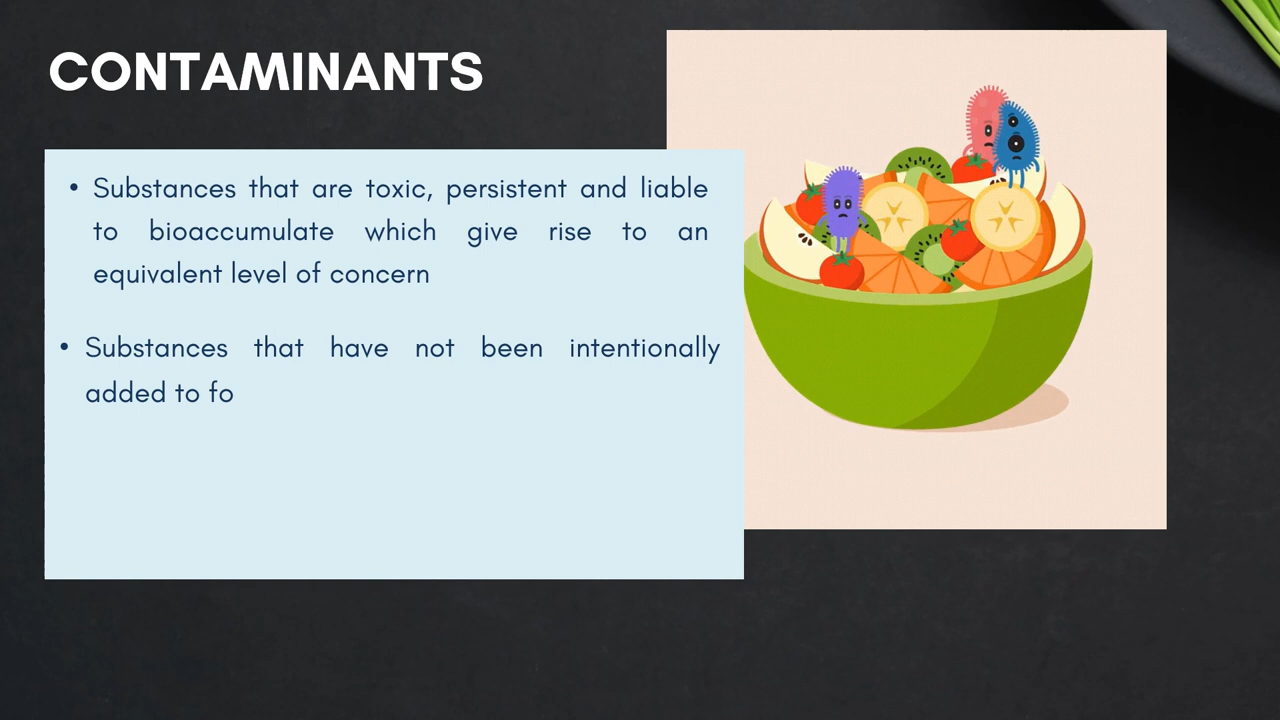 CONTAMINANTS
• Substances that are toxic, persistent and liable
to bioaccumulate which give rise to an
equivalent level of concern
• Substances that have not been intentionally
added to fo